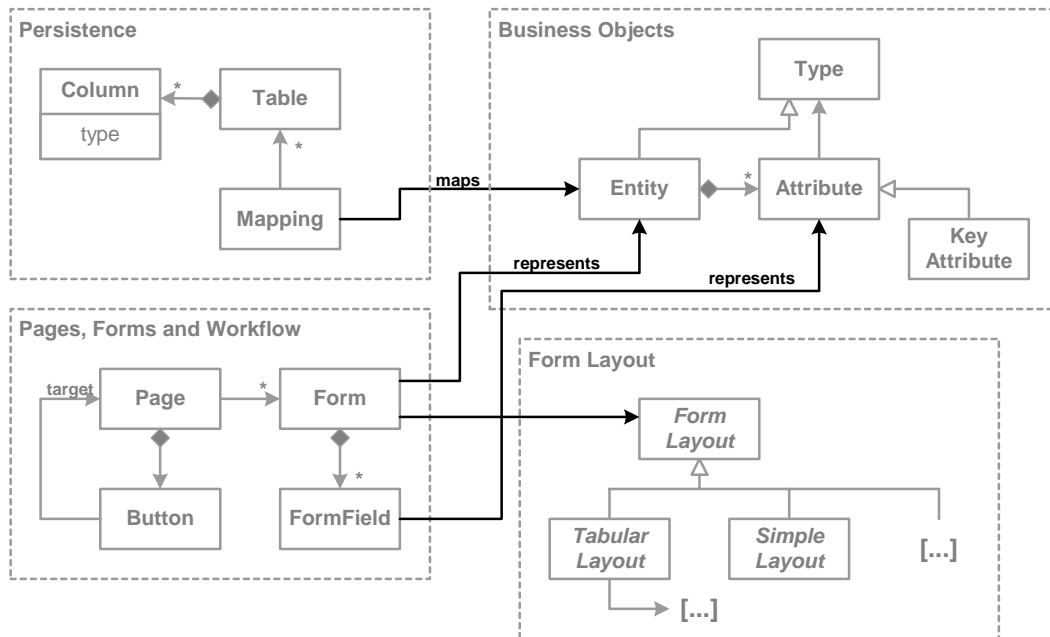 Persistence
Column
type
*
Table
*
Mapping
maps
Business Objects
Type
Entity
*
Attribute
Key
Attribute
represents
represents
Pages, Forms and Workflow
target
Page
*
Form
Button
*
FormField
Form Layout
Form
Layout
Tabular
Layout
Simple
Layout
[...]
[...]